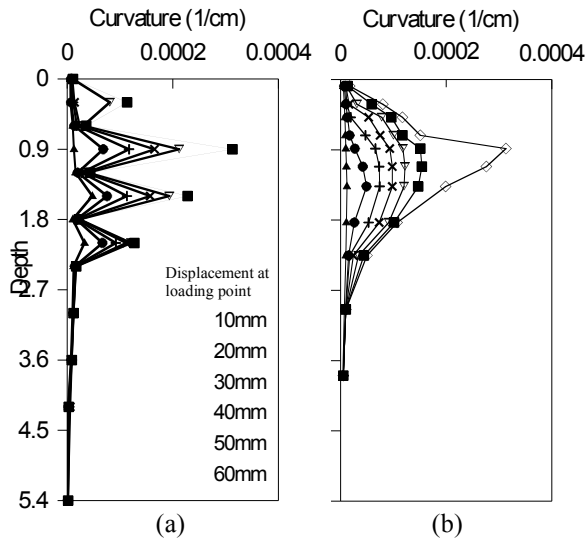 Curvature (1/cm)
0 0.0002 0.0004
0
0.9
1.8
2.7
3.6
4.5
5.4
Depth
Displacement at
loading point
10mm
20mm
30mm
40mm
50mm
60mm
(a)
Curvature (1/cm)
0 0.0002 0.0004
(b)